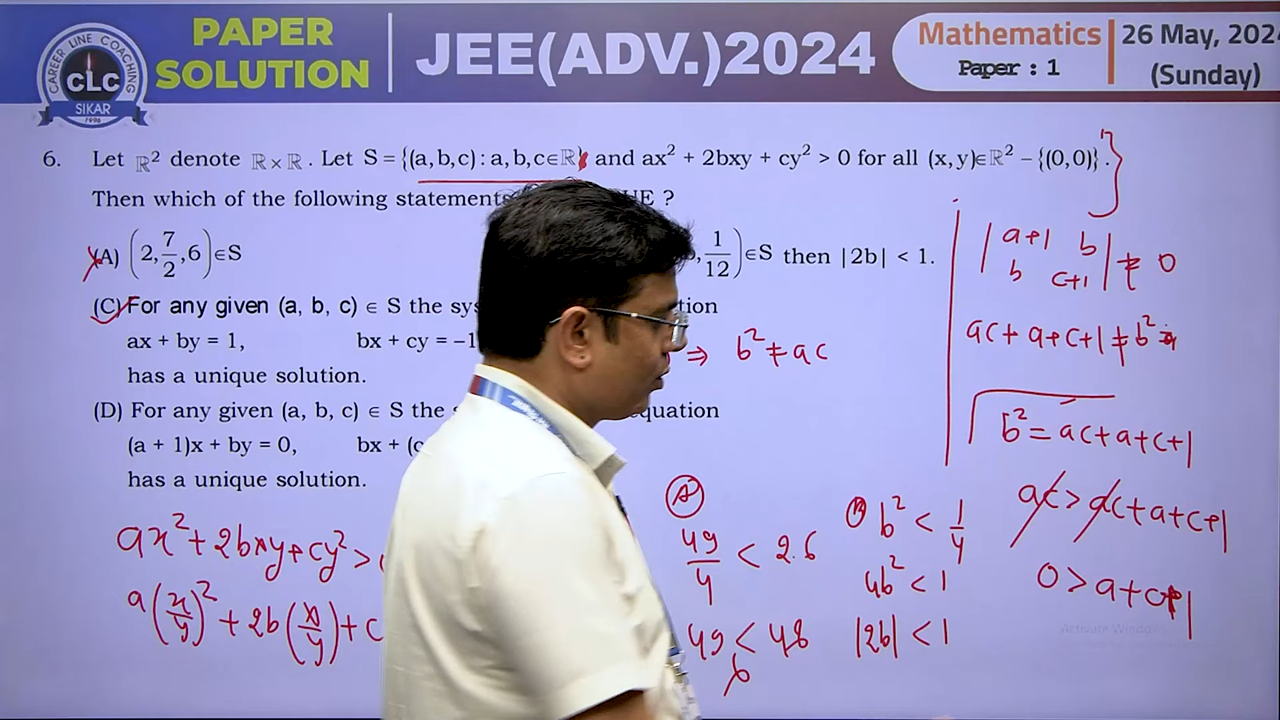 CAREER LINE COACHING
CLC
SIKAR
1996
PAPER SOLUTION
JEE(ADV.)2024
Mathematics
Paper : 1
26 May, 2024
(Sunday)
6. Let ℝ² denote ℝ×ℝ. Let S={(a,b,c):a,b,c∈ℝ} and ax² + 2bxy + cy² > 0 for all (x,y)∈ℝ² − {(0,0)}. }
Then which of the following statements UE ?
(A) (2, 7/2, 6)∈S
, 1/12)∈S then |2b| < 1.
(C) For any given (a, b, c) ∈ S the sys tion
ax + by = 1, bx + cy = −1
has a unique solution.
⇒ b² ≠ ac
(D) For any given (a, b, c) ∈ S the equation
(a + 1)x + by = 0, bx + (c
has a unique solution.
|a+1 b|
|b c+1| ≠ 0
ac+a+c+1≠b²
b²=ac+a+c+1
ac>ac+a+c+1
0>a+c+1
ax²+2bxy+cy²>
a(x/y)²+2b(x/y)+c
(A)
49/4 < 2.6
49 < 48
(B) b² < 1/4
4b² < 1
|2b| < 1
Activate Windows